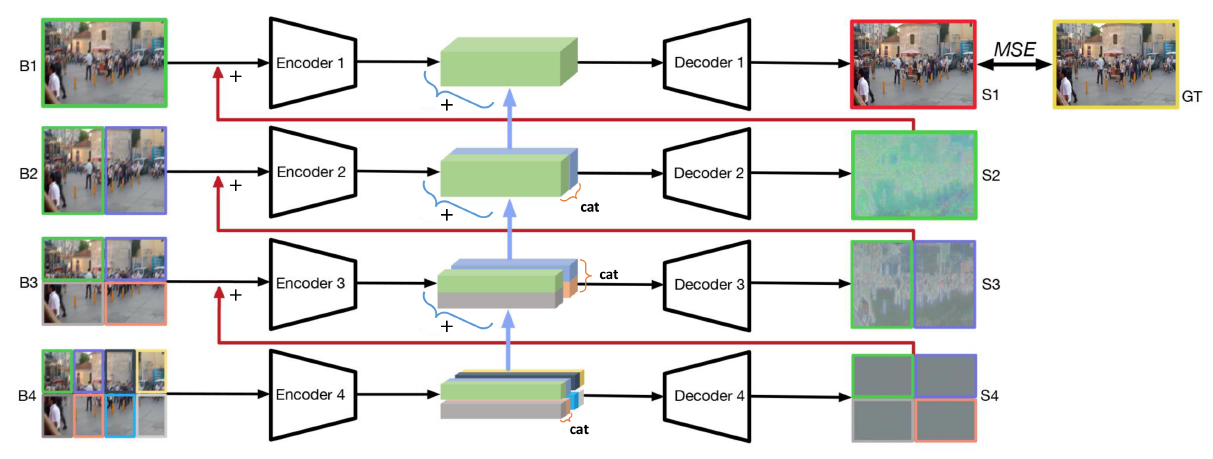 B1
+
Encoder 1
+
Decoder 1
S1
MSE
GT
B2
+
Encoder 2
+
cat
Decoder 2
S2
B3
+
Encoder 3
+
cat
Decoder 3
S3
B4
Encoder 4
cat
Decoder 4
S4